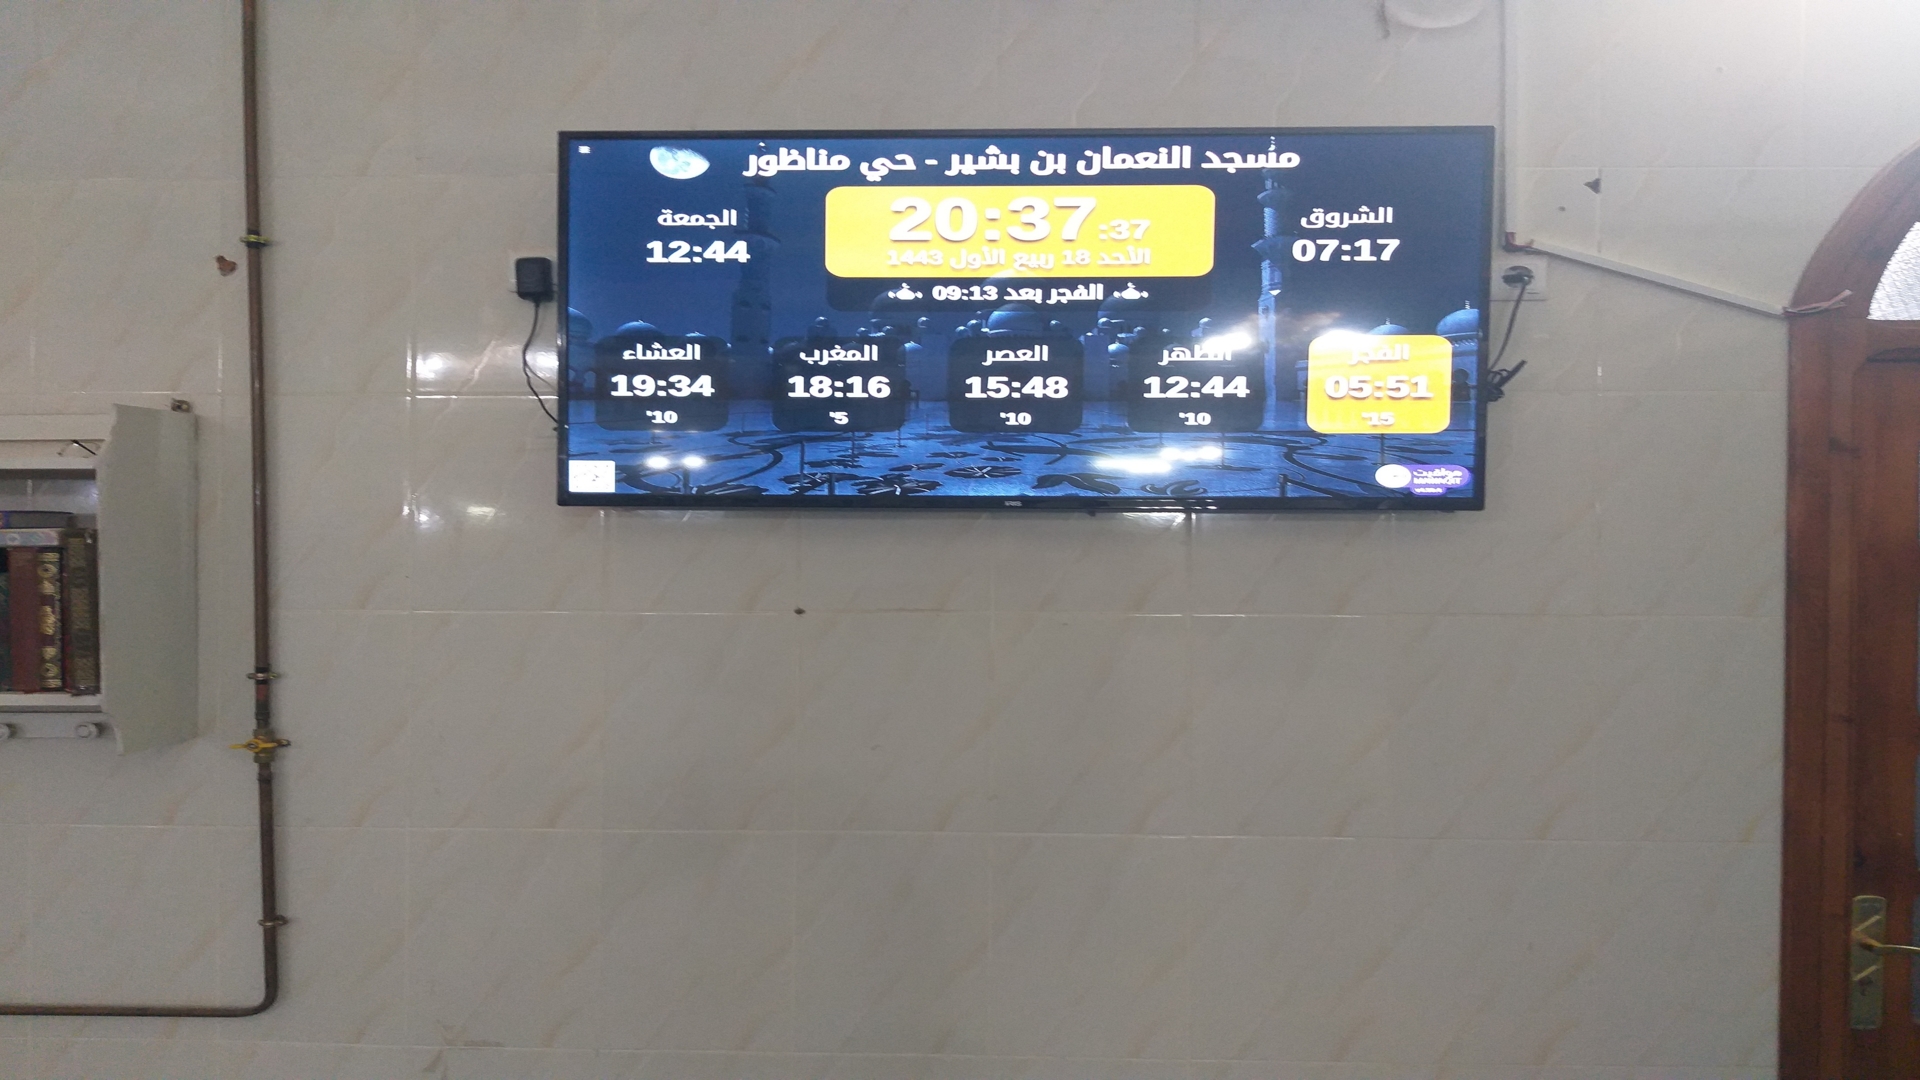 مسجد النعمان بن بشير - حي مناظور
الشروق
07:17
20:37:37
الأحد 18 ربيع الأول 1443
الجمعة
12:44
الفجر بعد 09:13
الفجر
05:51
15'
الظهر
12:44
10'
العصر
15:48
10'
المغرب
18:16
5'
العشاء
19:34
10'
مواقيت
MAWAQIT